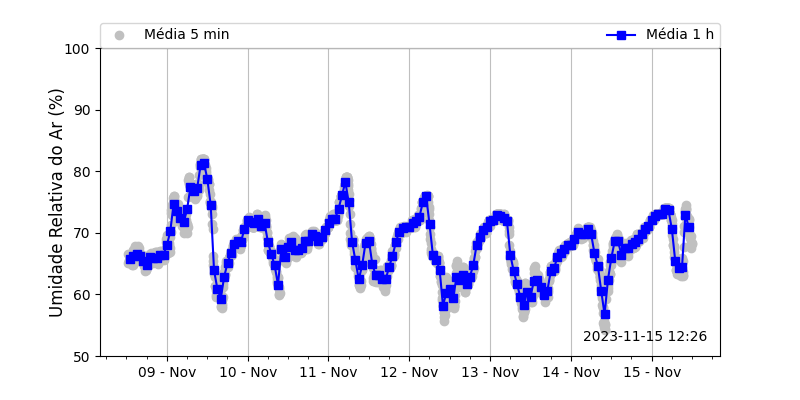 Média 5 min
Média 1 h
Umidade Relativa do Ar (%)
100
90
80
70
60
50
2023-11-15 12:26
09 - Nov
10 - Nov
11 - Nov
12 - Nov
13 - Nov
14 - Nov
15 - Nov